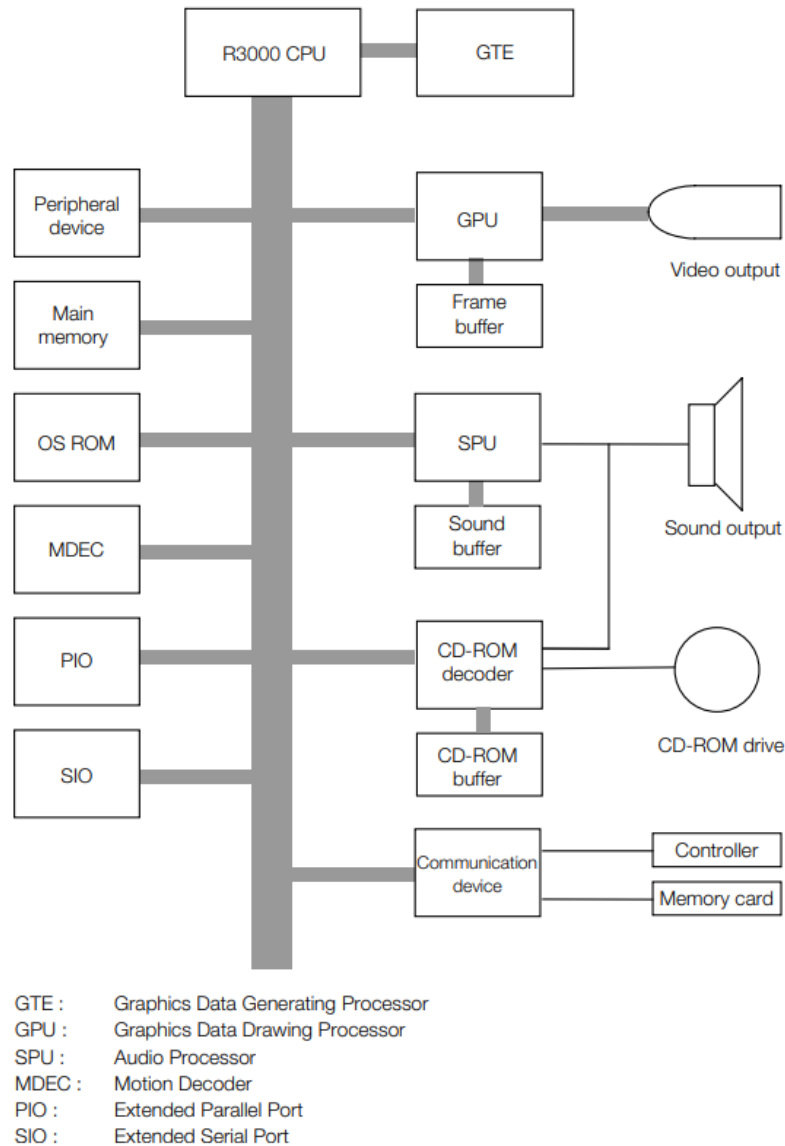 R3000 CPU
GTE
Peripheral
device
GPU
Video output
Main
memory
Frame
buffer
OS ROM
SPU
Sound output
MDEC
Sound
buffer
PIO
CD-ROM
decoder
CD-ROM drive
SIO
CD-ROM
buffer
Communication
device
Controller
Memory card
GTE : Graphics Data Generating Processor
GPU : Graphics Data Drawing Processor
SPU : Audio Processor
MDEC : Motion Decoder
PIO : Extended Parallel Port
SIO : Extended Serial Port